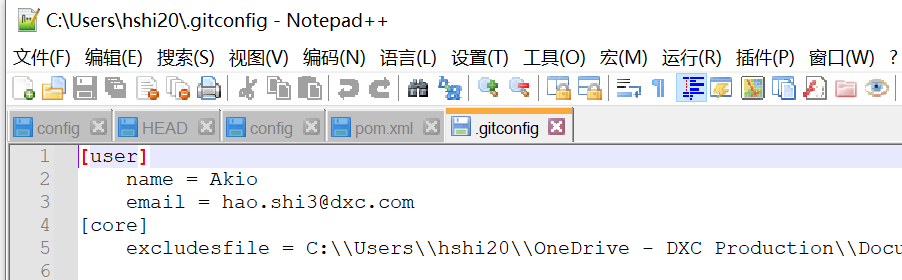 C:\Users\hshi20\.gitconfig - Notepad++
文件(F) 编辑(E) 搜索(S) 视图(V) 编码(N) 语言(L) 设置(T) 工具(O) 宏(M) 运行(R) 插件(P) 窗口(W) ?
config HEAD config pom.xml .gitconfig
1 [user]
2 name = Akio
3 email = hao.shi3@dxc.com
4 [core]
5 excludesfile = C:\\Users\\hshi20\\OneDrive - DXC Production\\Docu
6